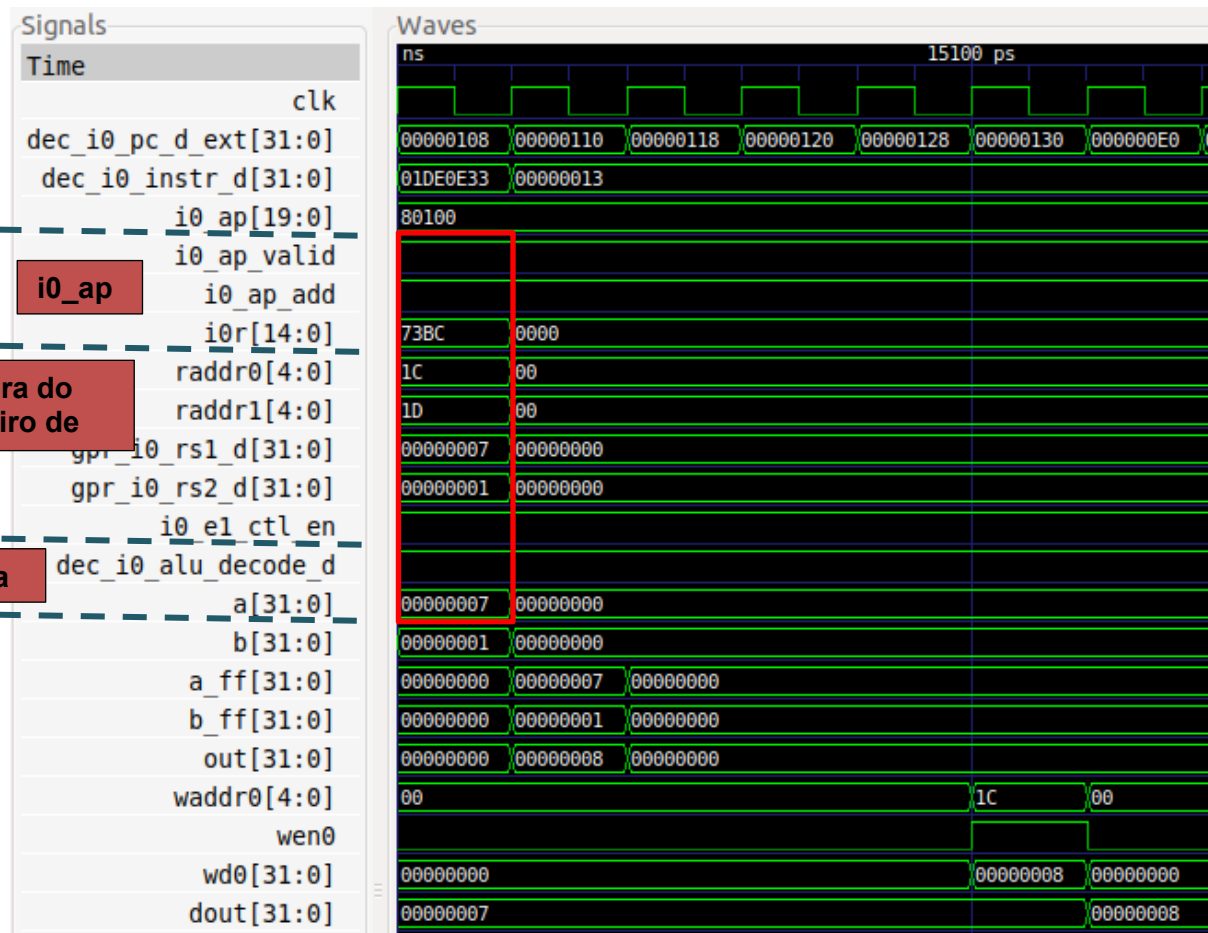 Signals
Waves
Time
ns 15100 ps
clk
dec_i0_pc_d_ext[31:0] 00000108 00000110 00000118 00000120 00000128 00000130 000000E0
dec_i0_instr_d[31:0] 01DE0E33 00000013
i0_ap[19:0] 80100
i0_ap_valid
i0_ap
i0_ap_add
i0r[14:0] 73BC 0000
raddr0[4:0] 1C 00
ra do
iro de
raddr1[4:0] 1D 00
gpr_i0_rs1_d[31:0] 00000007 00000000
gpr_i0_rs2_d[31:0] 00000001 00000000
i0_e1_ctl_en
dec_i0_alu_decode_d
a
a[31:0] 00000007 00000000
b[31:0] 00000001 00000000
a_ff[31:0] 00000000 00000007 00000000
b_ff[31:0] 00000000 00000001 00000000
out[31:0] 00000000 00000008 00000000
waddr0[4:0] 00 1C 00
wen0
wd0[31:0] 00000000 00000008 00000000
dout[31:0] 00000007 00000008